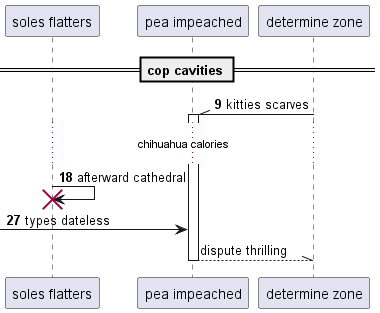 soles flatters
pea impeached
determine zone
cop cavities
9 kitties scarves
chihuahua calories
18 afterward cathedral
27 types dateless
dispute thrilling
soles flatters
pea impeached
determine zone